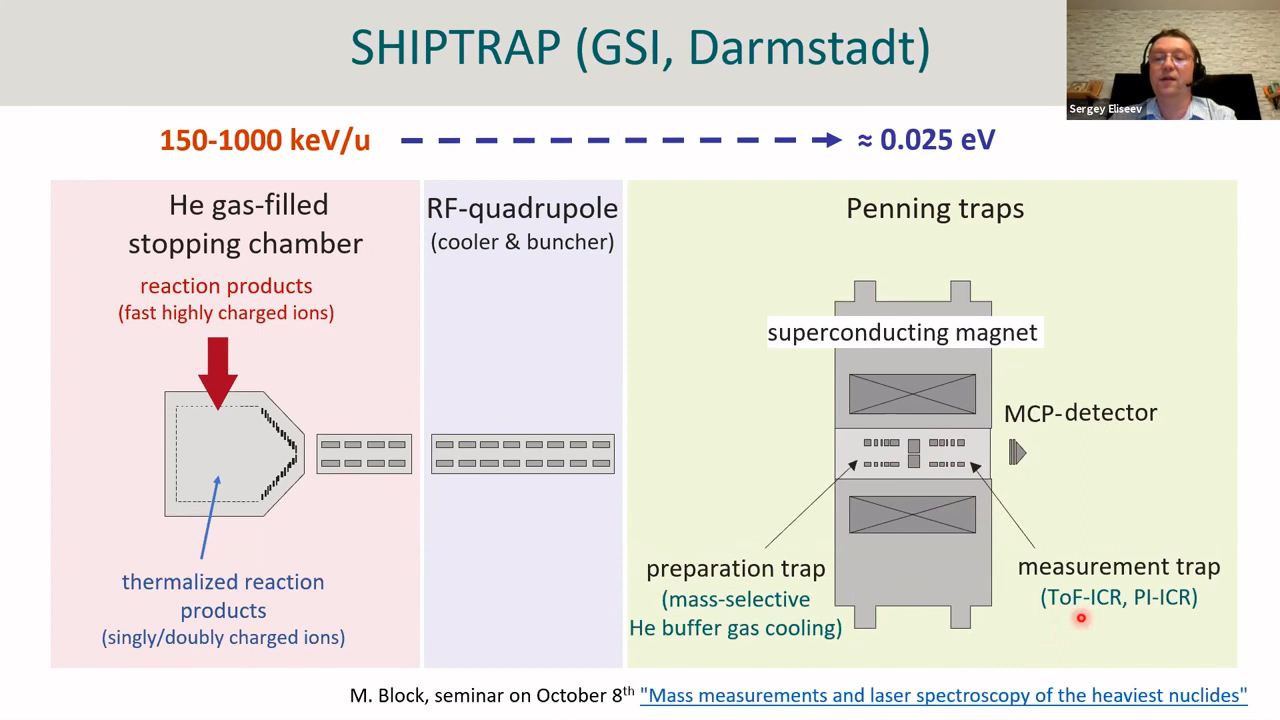 SHIPTRAP (GSI, Darmstadt)
Sergey Eliseev
150-1000 keV/u
≈ 0.025 eV
He gas-filled
stopping chamber
reaction products
(fast highly charged ions)
thermalized reaction
products
(singly/doubly charged ions)
RF-quadrupole
(cooler & buncher)
Penning traps
superconducting magnet
MCP-detector
preparation trap
(mass-selective
He buffer gas cooling)
measurement trap
(ToF-ICR, PI-ICR)
M. Block, seminar on October 8th "Mass measurements and laser spectroscopy of the heaviest nuclides"